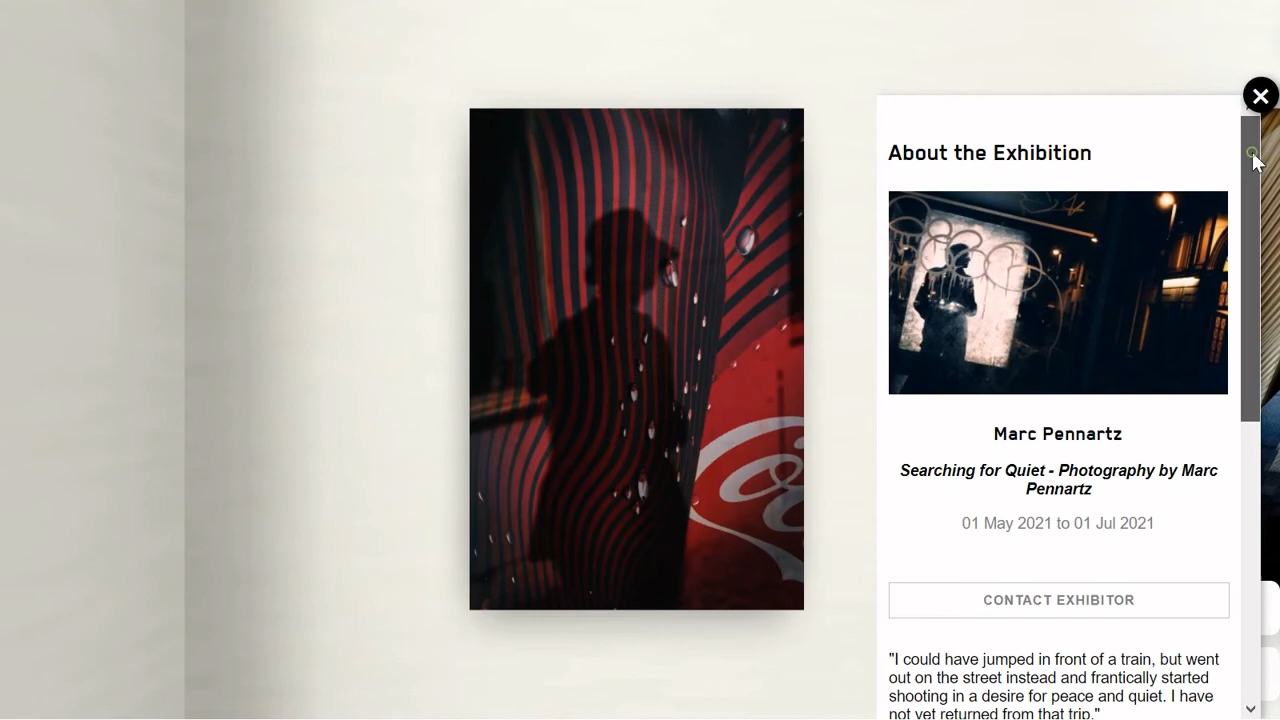 About the Exhibition
Marc Pennartz
Searching for Quiet - Photography by Marc
Pennartz
01 May 2021 to 01 Jul 2021
CONTACT EXHIBITOR
"I could have jumped in front of a train, but went
out on the street instead and frantically started
shooting in a desire for peace and quiet. I have
not yet returned from that trip."